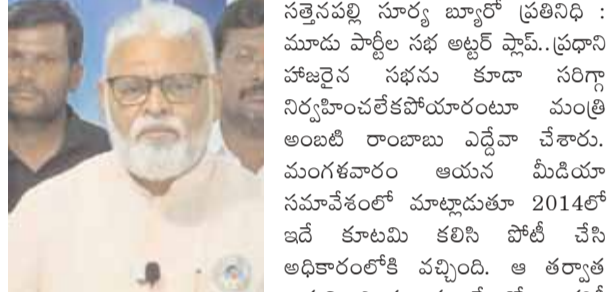 సత్తెనపల్లి సూర్య బ్యూరో ప్రతినిధి :
మూడు పార్టీల సభ అట్టర్ ప్లాప్..ప్రధాని
హాజరైన సభను కూడా సరిగ్గా
నిర్వహించలేకపోయారంటూ మంత్రి
అంబటి రాంబాబు ఎద్దేవా చేశారు.
మంగళవారం ఆయన మీడియా
సమావేశంలో మాట్లాడుతూ 2014లో
ఇదే కూటమి కలిసి పోటీ చేసి
అధికారంలోకి వచ్చింది. ఆ తర్వాత